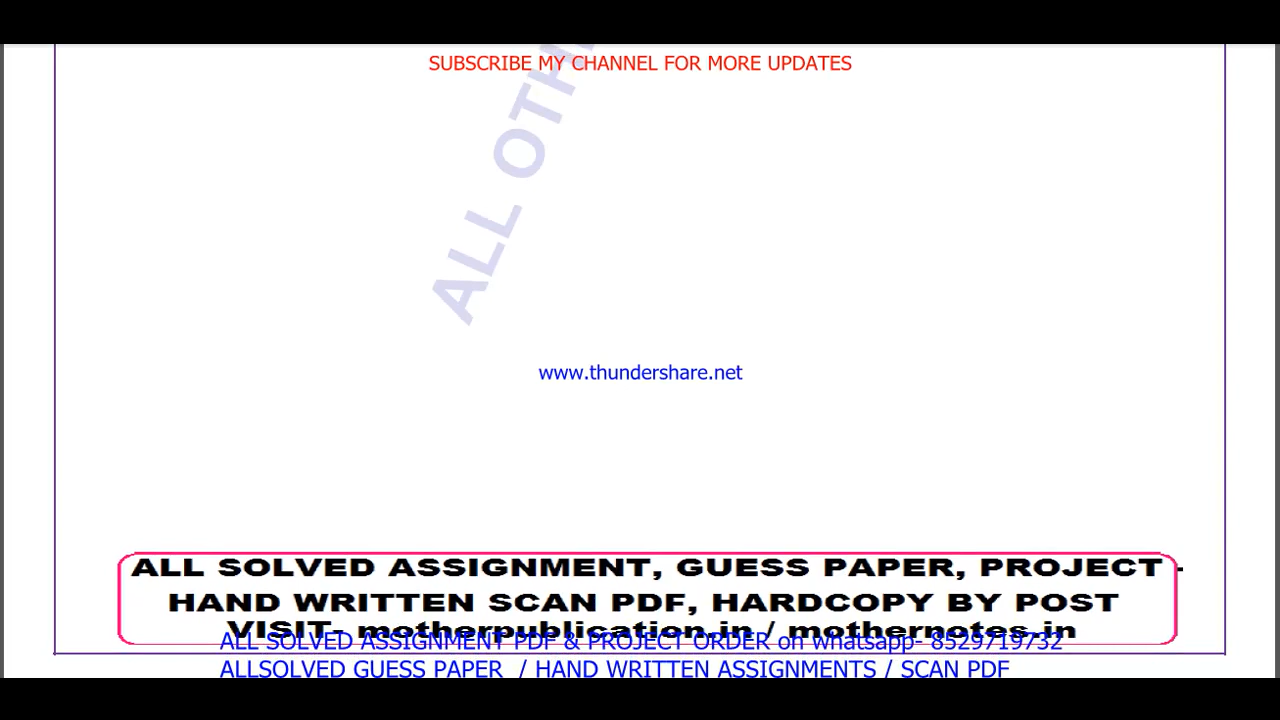 SUBSCRIBE MY CHANNEL FOR MORE UPDATES
ALL OTHE
www.thundershare.net
ALL SOLVED ASSIGNMENT, GUESS PAPER, PROJECT -
HAND WRITTEN SCAN PDF, HARDCOPY BY POST
VISIT- motherpublication.in / mothernotes.in
ALL SOLVED ASSIGNMENT PDF & PROJECT ORDER on whatsapp- 8529719732
ALLSOLVED GUESS PAPER / HAND WRITTEN ASSIGNMENTS / SCAN PDF